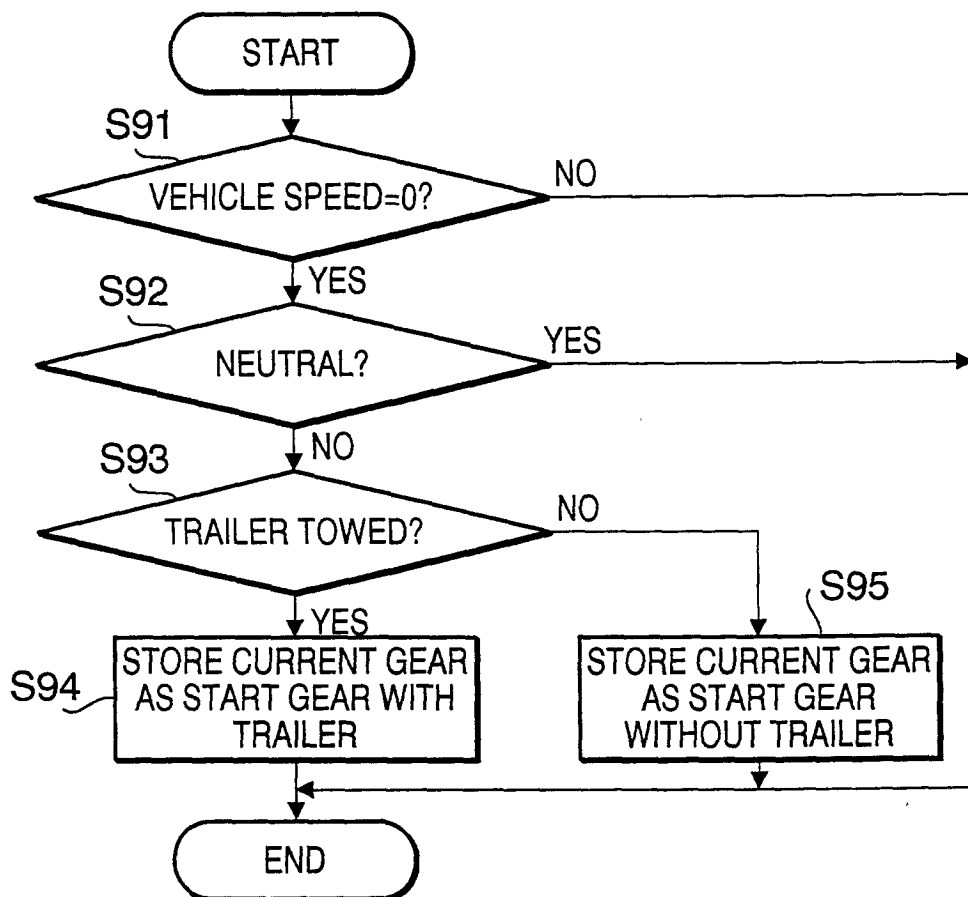 START
S91
VEHICLE SPEED=0?
NO
YES
S92
NEUTRAL?
YES
NO
S93
TRAILER TOWED?
NO
YES
S94
STORE CURRENT GEAR
AS START GEAR WITH
TRAILER
S95
STORE CURRENT GEAR
AS START GEAR
WITHOUT TRAILER
END